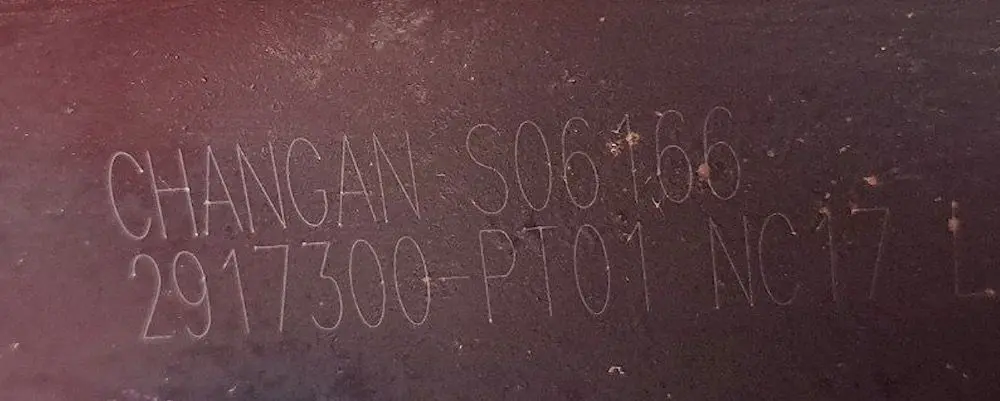 CHANGAN S06166
2917300-PT01 NC17 L